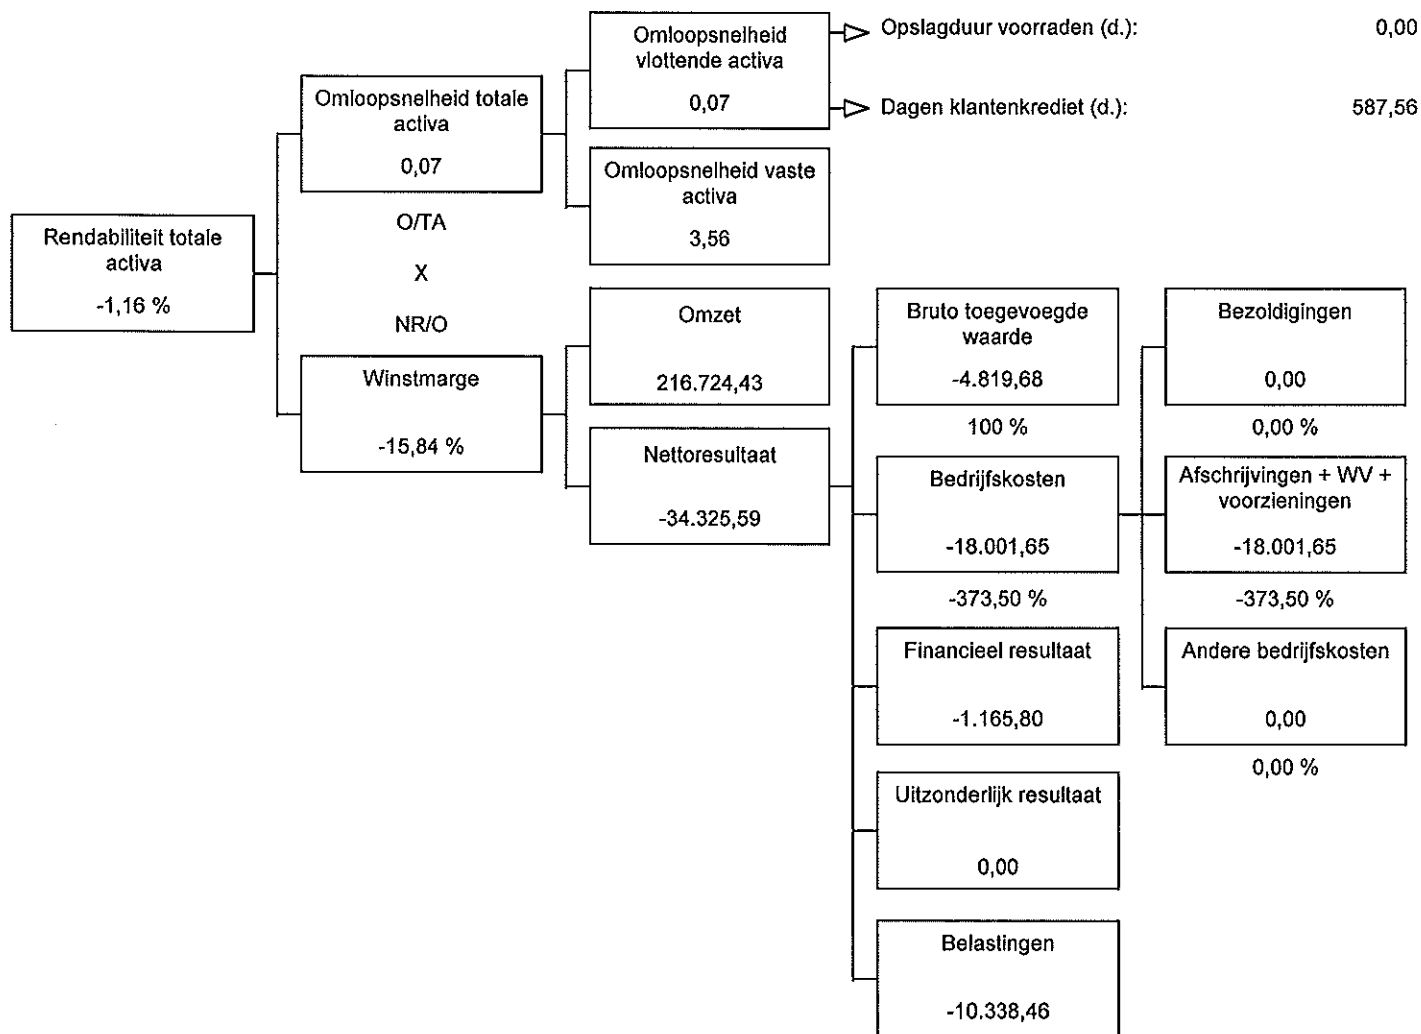 Rendabiliteit totale
activa
-1,16 %
Omloopsnelheid totale
activa
0,07
O/TA
X
NR/O
Winstmarge
-15,84 %
Omloopsnelheid
vlottende activa
0,07
Opslagduur voorraden (d.): 0,00
Dagen klantenkrediet (d.): 587,56
Omloopsnelheid vaste
activa
3,56
Omzet
216.724,43
Nettoresultaat
-34.325,59
Bruto toegevoegde
waarde
-4.819,68
100 %
Bedrijfskosten
-18.001,65
-373,50 %
Financieel resultaat
-1.165,80
Uitzonderlijk resultaat
0,00
Belastingen
-10.338,46
Bezoldigingen
0,00
0,00 %
Afschrijvingen + WV +
voorzieningen
-18.001,65
-373,50 %
Andere bedrijfskosten
0,00
0,00 %